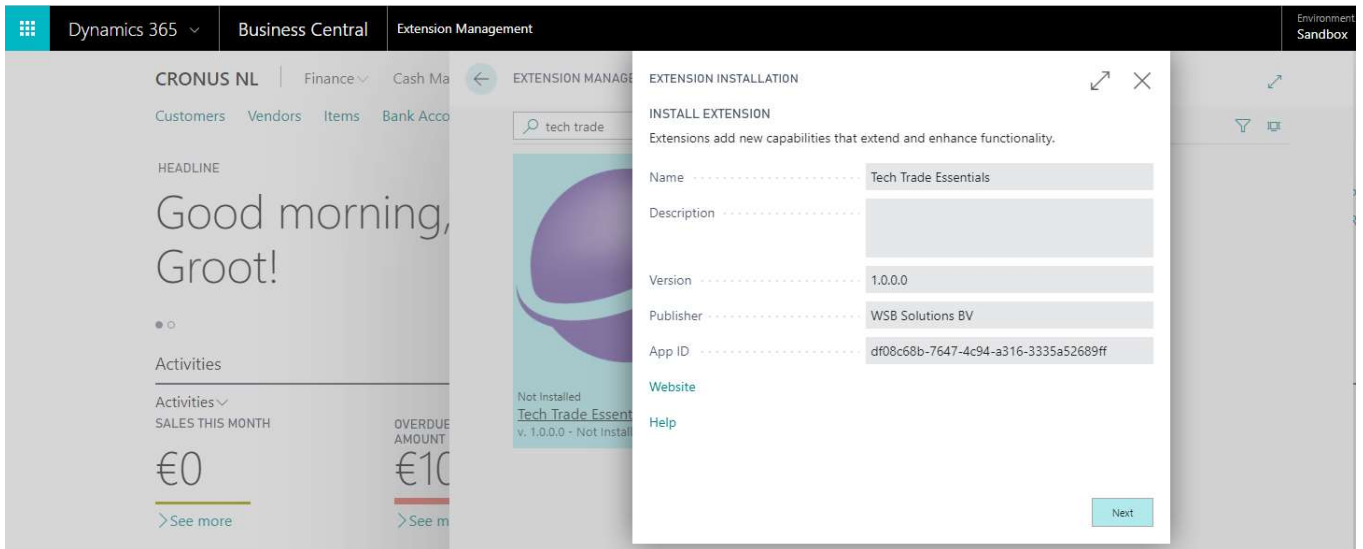 Dynamics 365
Business Central
Extension Management
Environment
Sandbox
CRONUS NL
Finance
Cash Ma
Customers
Vendors
Items
Bank Acco
HEADLINE
Good morning,
Groot!
Activities
Activities
SALES THIS MONTH
€0
See more
OVERDUE
AMOUNT
€10
See m
EXTENSION MANAGE
tech trade
Not Installed
Tech Trade Essent
v. 1.0.0.0 - Not Install
EXTENSION INSTALLATION
INSTALL EXTENSION
Extensions add new capabilities that extend and enhance functionality.
Name
Tech Trade Essentials
Description
Version
1.0.0.0
Publisher
WSB Solutions BV
App ID
df08c68b-7647-4c94-a316-3335a52689ff
Website
Help
Next